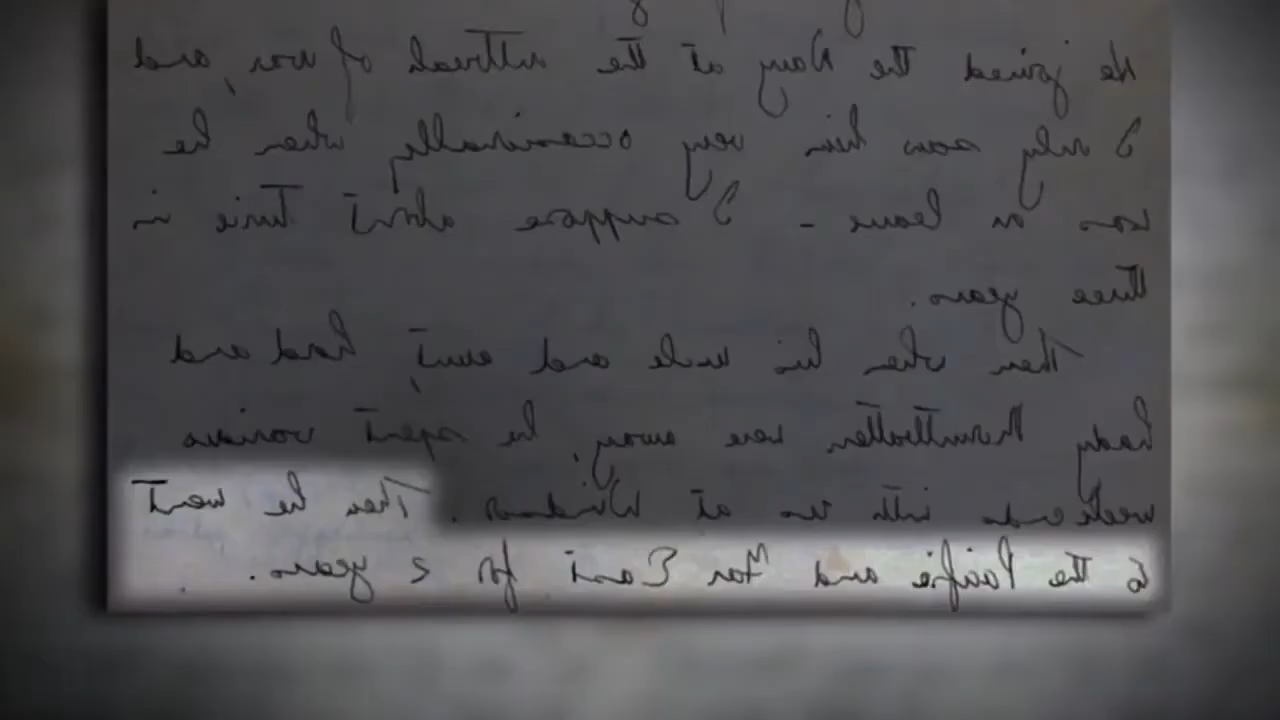 He joined the Navy at the outbreak of war, and
I only saw him very occasionally when he
was on leave - I suppose about twice in
three years.
Then when his uncle and aunt, Lord and
Lady Mountbatten were away, he spent various
weekends with us at Windsor. Then he went
to the Pacific and Far East for 2 years.